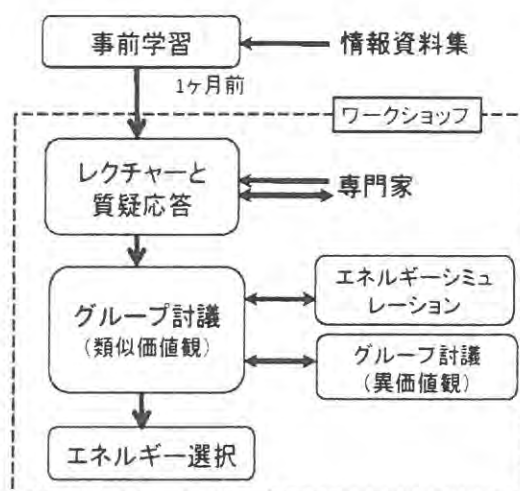 事前学習
情報資料集
1ヶ月前
ワークショップ
レクチャーと
質疑応答
専門家
グループ討議
(類似価値観)
エネルギーシミュ
レーション
グループ討議
(異価値観)
エネルギー選択